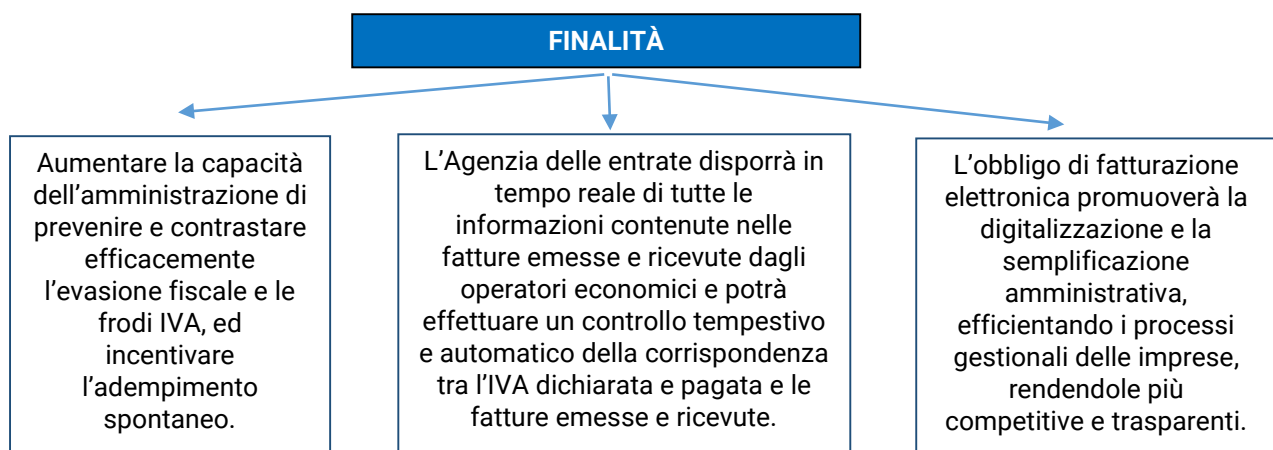 FINALITÀ
Aumentare la capacità
dell’amministrazione di
prevenire e contrastare
efficacemente
l’evasione fiscale e le
frodi IVA, ed
incentivare
l’adempimento
spontaneo.
L’Agenzia delle entrate disporrà in
tempo reale di tutte le
informazioni contenute nelle
fatture emesse e ricevute dagli
operatori economici e potrà
effettuare un controllo tempestivo
e automatico della corrispondenza
tra l’IVA dichiarata e pagata e le
fatture emesse e ricevute.
L’obbligo di fatturazione
elettronica promuoverà la
digitalizzazione e la
semplificazione
amministrativa,
efficientando i processi
gestionali delle imprese,
rendendole più
competitive e trasparenti.